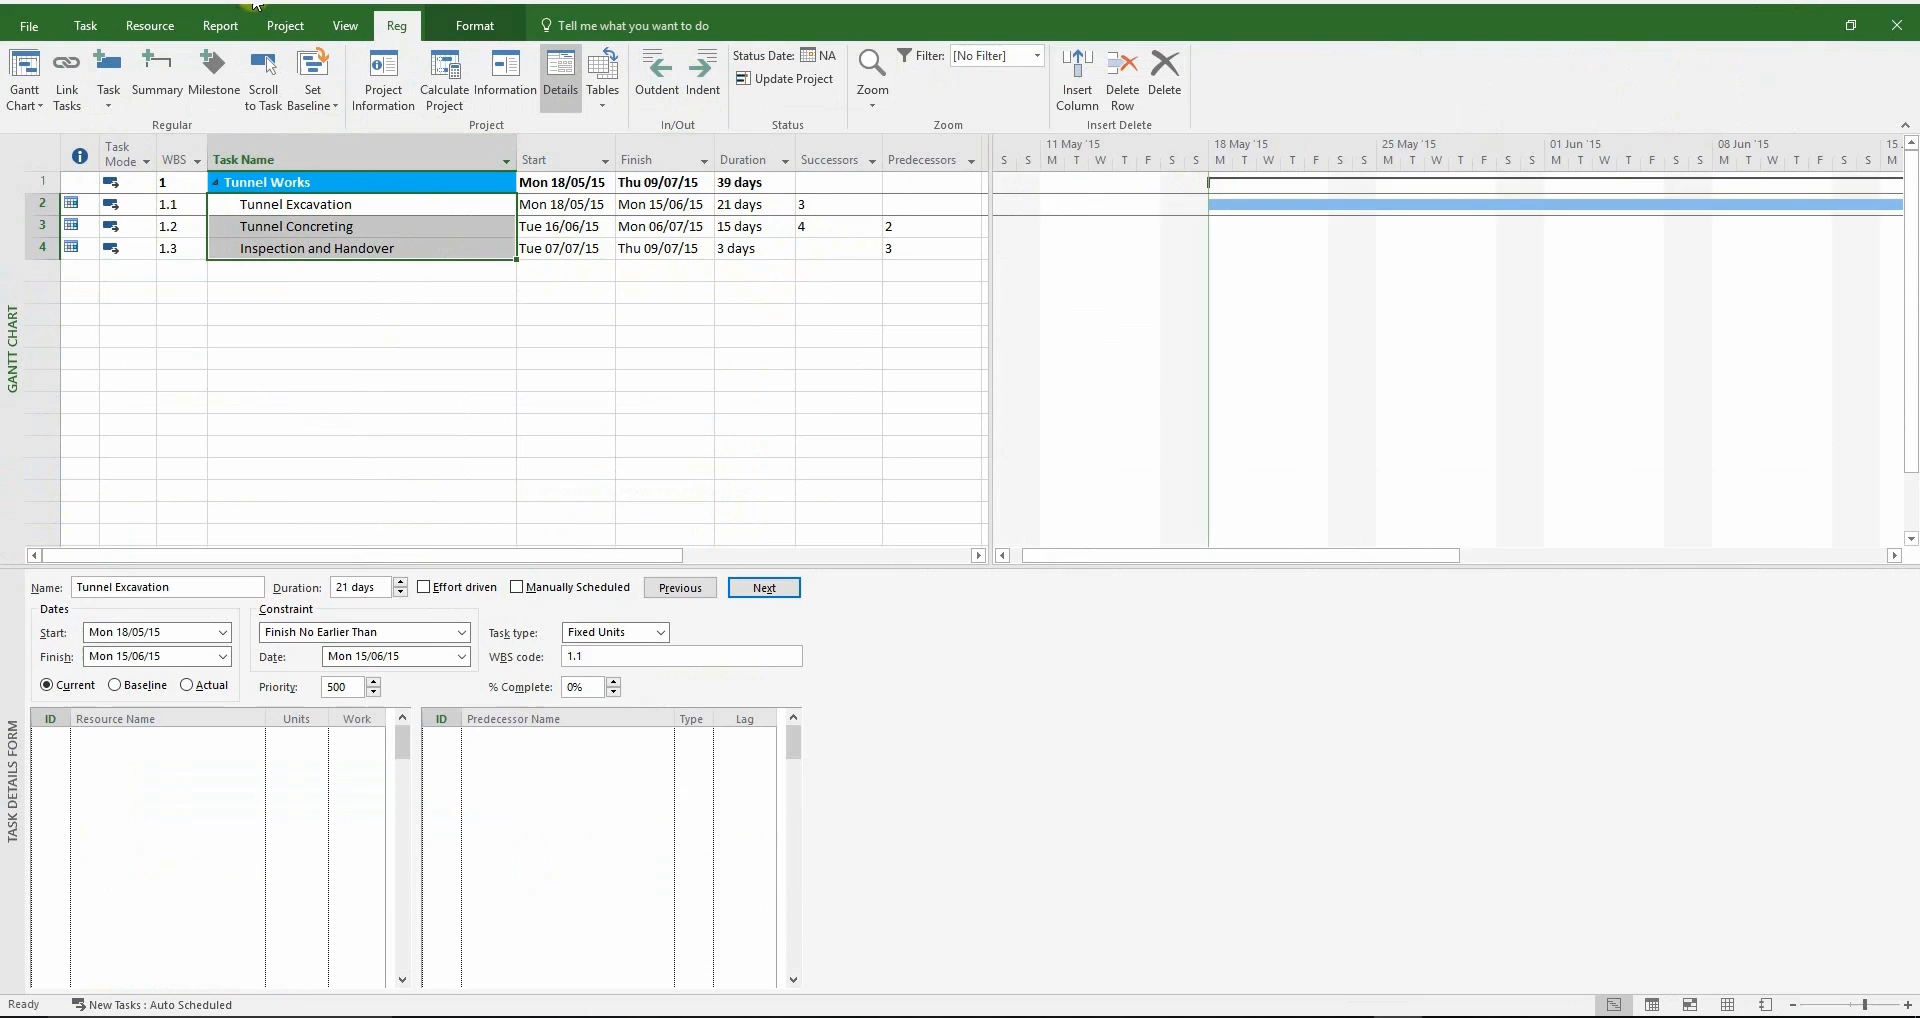 File Task Resource Report Project View Reg Format Tell me what you want to do
Gantt Chart Link Tasks Task Summary Milestone Scroll to Task Set Baseline
Regular
Project Information Calculate Project Information Details Tables
Project
Outdent Indent
In/Out
Status Date: NA
Update Project
Status
Zoom Filter: [No Filter]
Zoom
Insert Column Delete Row Delete
Insert Delete
Task Mode WBS Task Name Start Finish Duration Successors Predecessors
11 May '15 18 May '15 25 May '15 01 Jun '15 08 Jun '15 15
S S M T W T F S S M T W T F S S M T W T F S S M T W T F S S M T W T F S S M
1 1 Tunnel Works Mon 18/05/15 Thu 09/07/15 39 days
2 1.1 Tunnel Excavation Mon 18/05/15 Mon 15/06/15 21 days 3
3 1.2 Tunnel Concreting Tue 16/06/15 Mon 06/07/15 15 days 4 2
4 1.3 Inspection and Handover Tue 07/07/15 Thu 09/07/15 3 days 3
GANTT CHART
Name: Tunnel Excavation Duration: 21 days Effort driven Manually Scheduled Previous Next
Dates Constraint
Start: Mon 18/05/15 Finish No Earlier Than Task type: Fixed Units
Finish: Mon 15/06/15 Date: Mon 15/06/15 WBS code: 1.1
Current Baseline Actual Priority: 500 % Complete: 0%
ID Resource Name Units Work ID Predecessor Name Type Lag
TASK DETAILS FORM
Ready New Tasks : Auto Scheduled